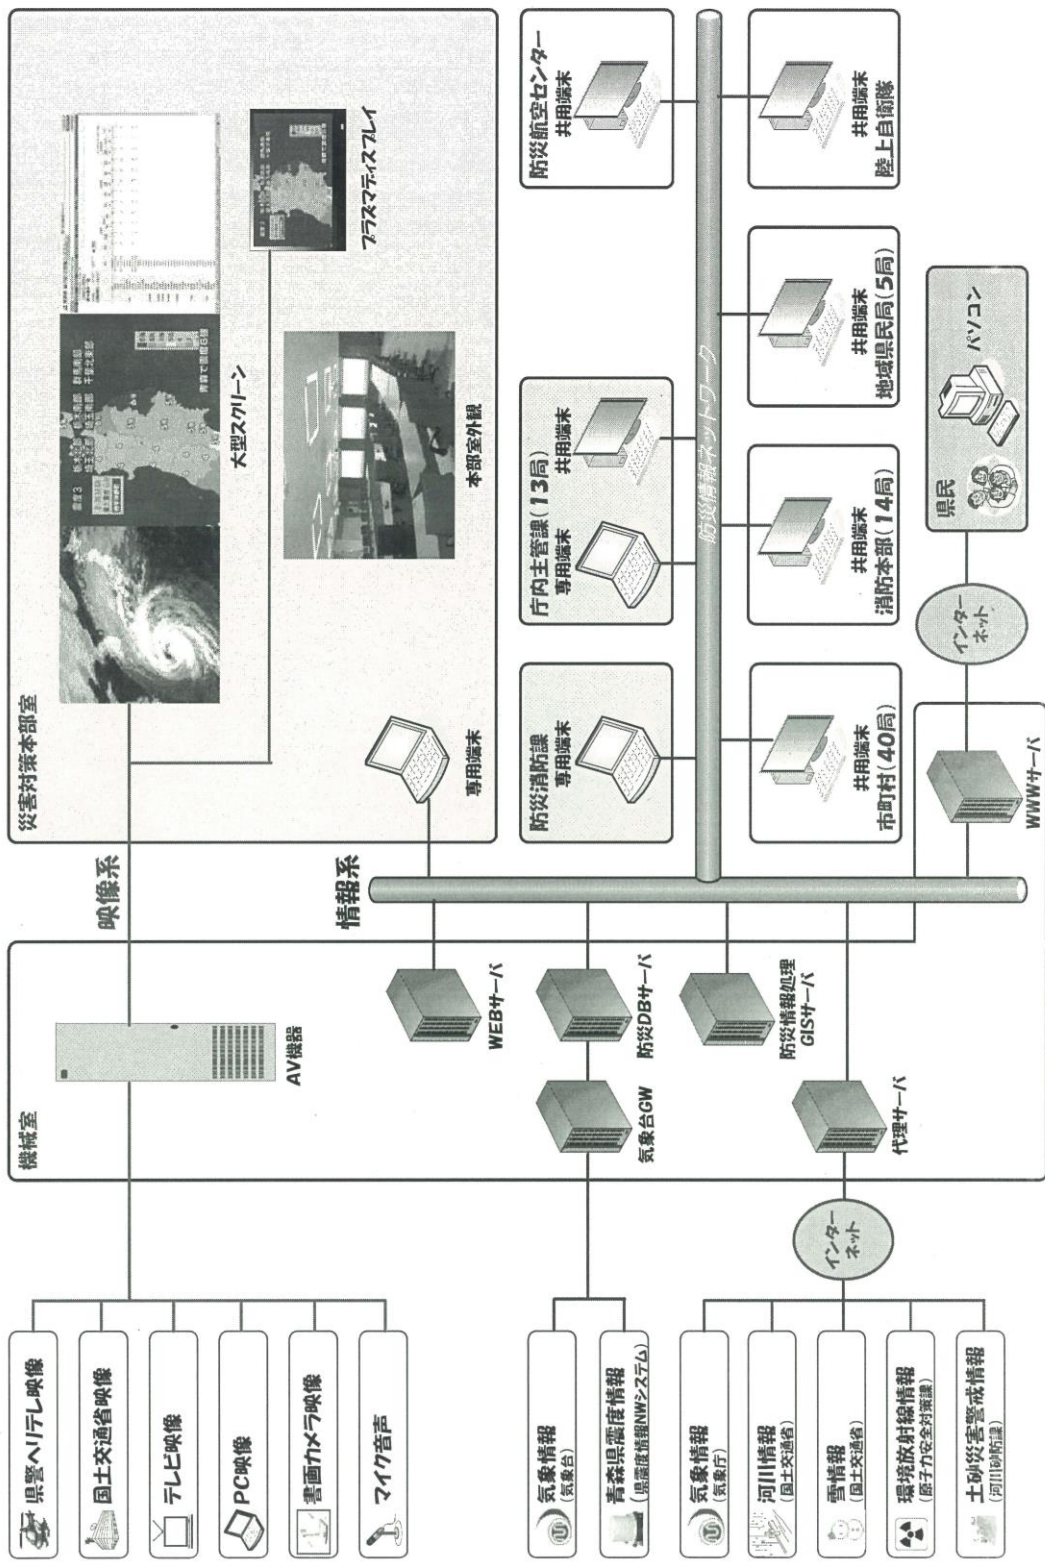 県警ヘリテレ映像
国土交通省映像
テレビ映像
PC映像
書画カメラ映像
マイク音声
気象情報
(気象台)
青森県震度情報
(県震度情報NWシステム)
気象情報
(気象庁)
河川情報
(国土交通省)
雪情報
(国土交通省)
環境放射線情報
(原子力安全対策課)
土砂災害警戒情報
(河川砂防課)
インター
ネット
機械室
AV機器
WEBサーバ
気象台GW
防災DBサーバ
防災情報処理
GISサーバ
代理サーバ
WWWサーバ
映像系
情報系
災害対策本部室
震度3
大型スクリーン
青森で震度6弱
プラズマディスプレイ
本部室外観
専用端末
防災消防課
専用端末
庁内主管課(13局)
専用端末
共用端末
防災航空センター
共用端末
防災情報ネットワーク
共用端末
市町村(40局)
共用端末
消防本部(14局)
共用端末
地域県民局(5局)
共用端末
陸上自衛隊
インター
ネット
県民
パソコン